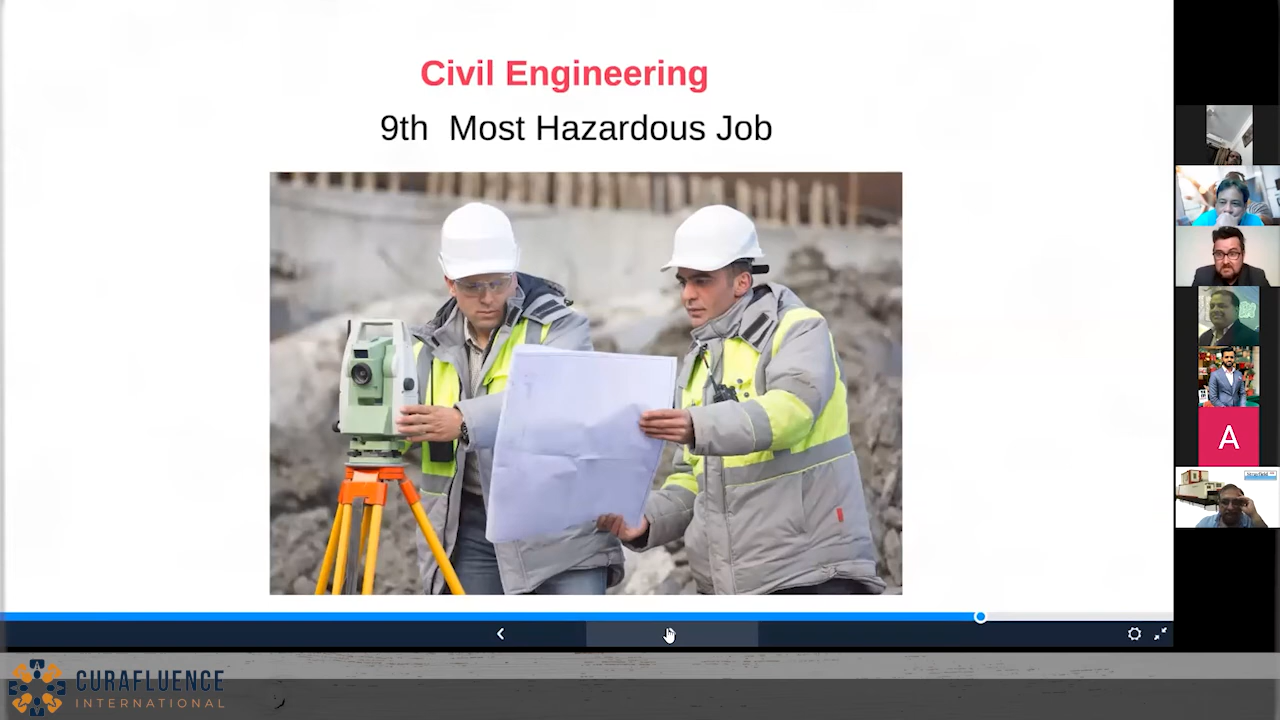 Civil Engineering
9th Most Hazardous Job
A
CURAFLUENCE
INTERNATIONAL